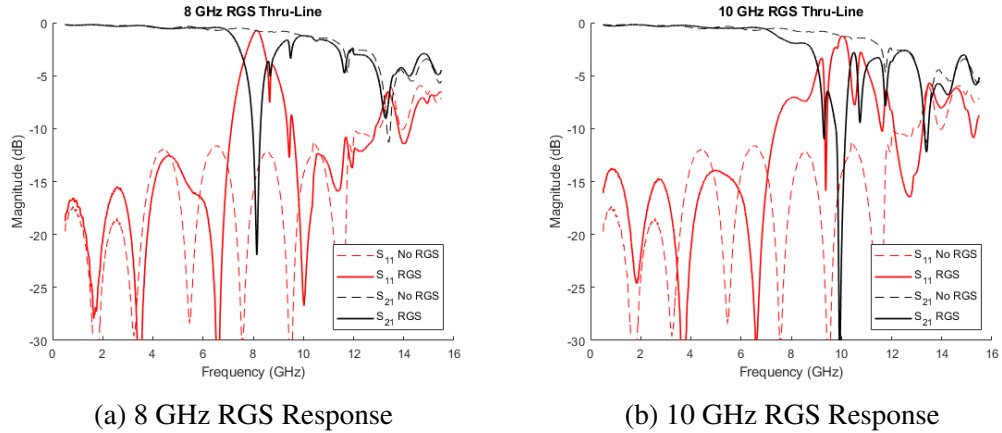 8 GHz RGS Thru-Line
0
-5
-10
-15
-20
-25
-30
Magnitude (dB)
0 2 4 6 8 10 12 14 16
Frequency (GHz)
S11 No RGS
S11 RGS
S21 No RGS
S21 RGS
(a) 8 GHz RGS Response
10 GHz RGS Thru-Line
0
-5
-10
-15
-20
-25
-30
Magnitude (dB)
0 2 4 6 8 10 12 14 16
Frequency (GHz)
S11 No RGS
S11 RGS
S21 No RGS
S21 RGS
(b) 10 GHz RGS Response